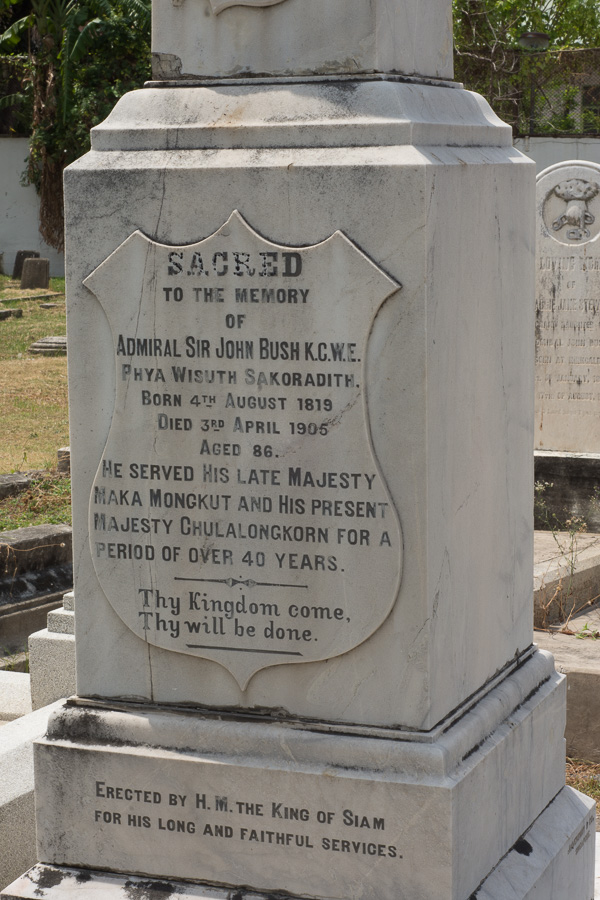 SACRED
TO THE MEMORY
OF
ADMIRAL SIR JOHN BUSH K.C.W.E.
PHYA WISUTH SAKORADITH.
BORN 4TH AUGUST 1819
DIED 3RD APRIL 1905
AGED 86.
HE SERVED HIS LATE MAJESTY
MAKA MONGKUT AND HIS PRESENT
MAJESTY CHULALONGKORN FOR A
PERIOD OF OVER 40 YEARS.
Thy Kingdom come,
Thy will be done.
ERECTED BY H.M. THE KING OF SIAM
FOR HIS LONG AND FAITHFUL SERVICES.